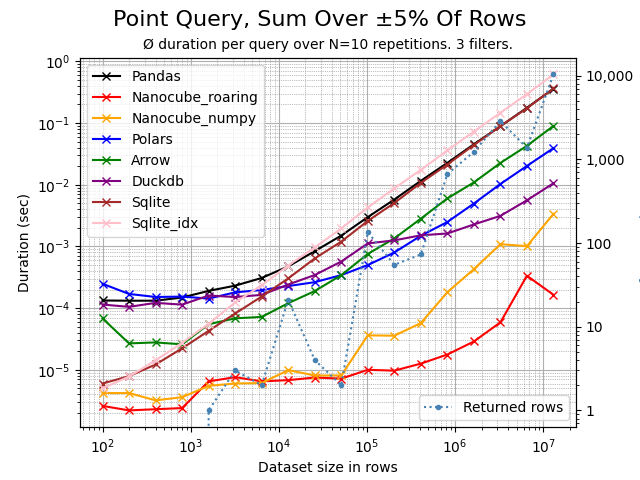 Point Query, Sum Over ±5% Of Rows
Ø duration per query over N=10 repetitions. 3 filters.
Duration (sec)
10⁰
10⁻¹
10⁻²
10⁻³
10⁻⁴
10⁻⁵
Pandas
Nanocube_roaring
Nanocube_numpy
Polars
Arrow
Duckdb
Sqlite
Sqlite_idx
10,000
1,000
100
10
1
Returned rows
10² 10³ 10⁴ 10⁵ 10⁶ 10⁷
Dataset size in rows